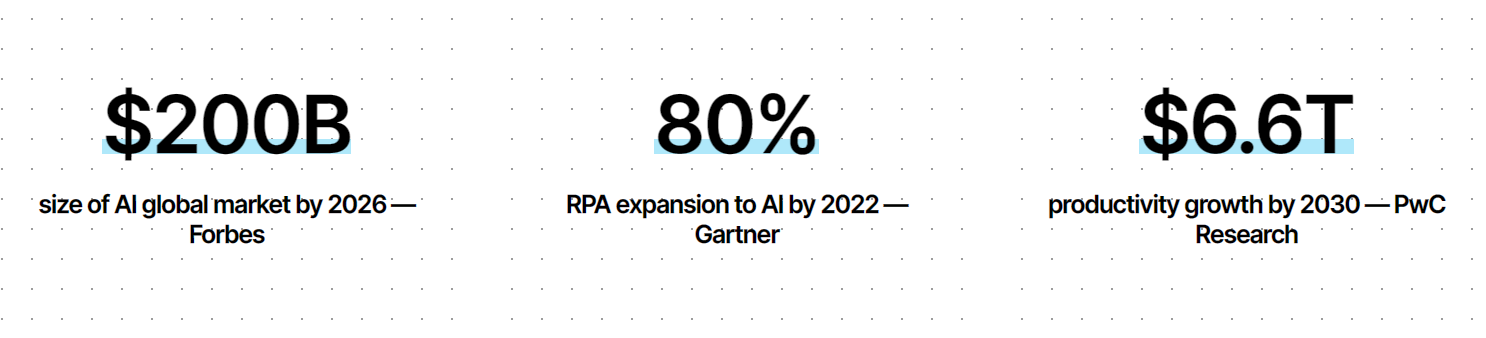 $200B
size of AI global market by 2026 —
Forbes
80%
RPA expansion to AI by 2022 —
Gartner
$6.6T
productivity growth by 2030 — PwC
Research